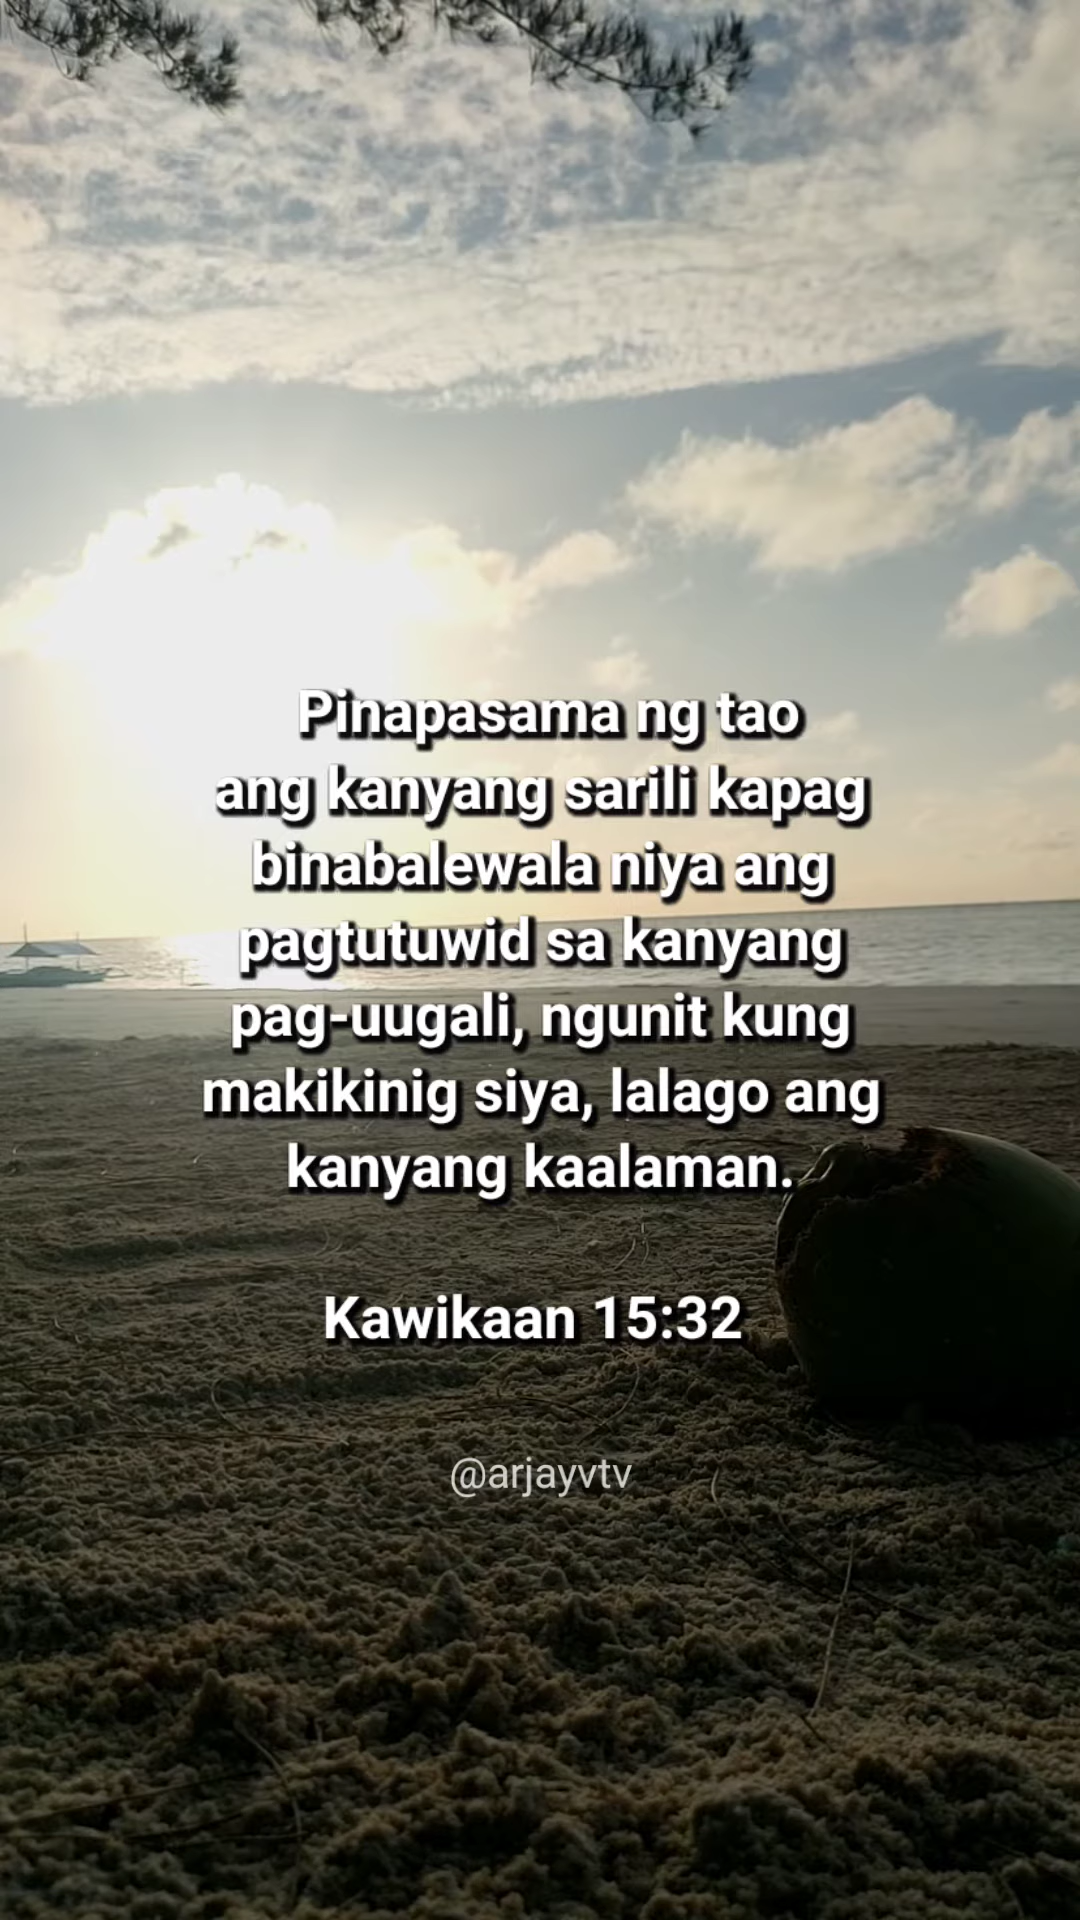 Pinapasama ng tao
ang kanyang sarili kapag
binabalewala niya ang
pagtutuwid sa kanyang
pag-uugali, ngunit kung
makikinig siya, lalago ang
kanyang kaalaman.
Kawikaan 15:32
@arjayvtv